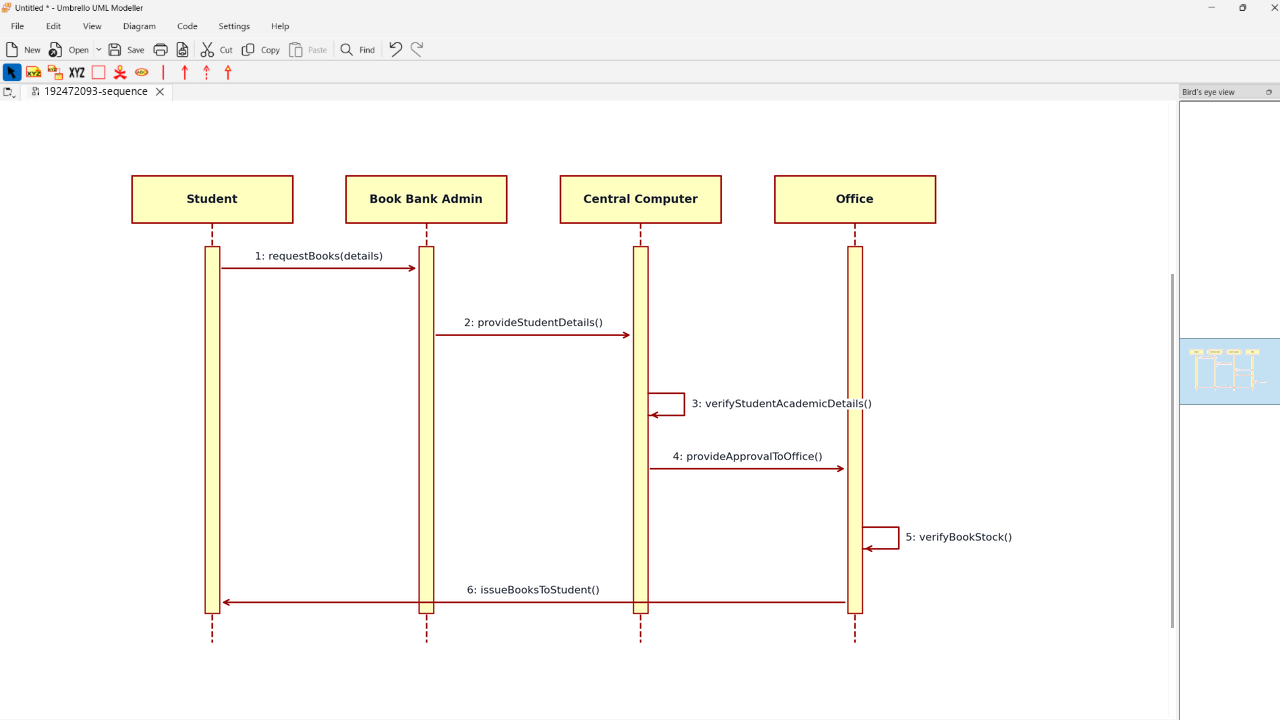 Untitled * - Umbrello UML Modeller
File Edit View Diagram Code Settings Help
New Open Save Cut Copy Paste Find
XYZ XYZ ABC
192472093-sequence
Bird's eye view
Student Book Bank Admin Central Computer Office
1: requestBooks(details)
2: provideStudentDetails()
3: verifyStudentAcademicDetails()
4: provideApprovalToOffice()
5: verifyBookStock()
6: issueBooksToStudent()